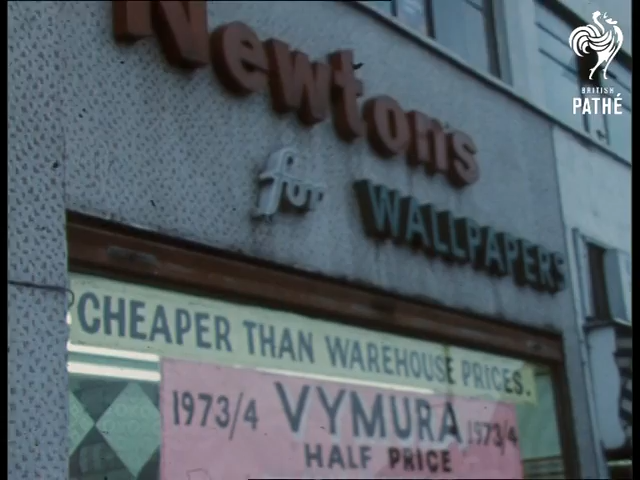 Newtons
for WALLPAPERS
CHEAPER THAN WAREHOUSE PRICES.
1973/4 VYMURA 1973/4
HALF PRICE
BRITISH
PATHÉ